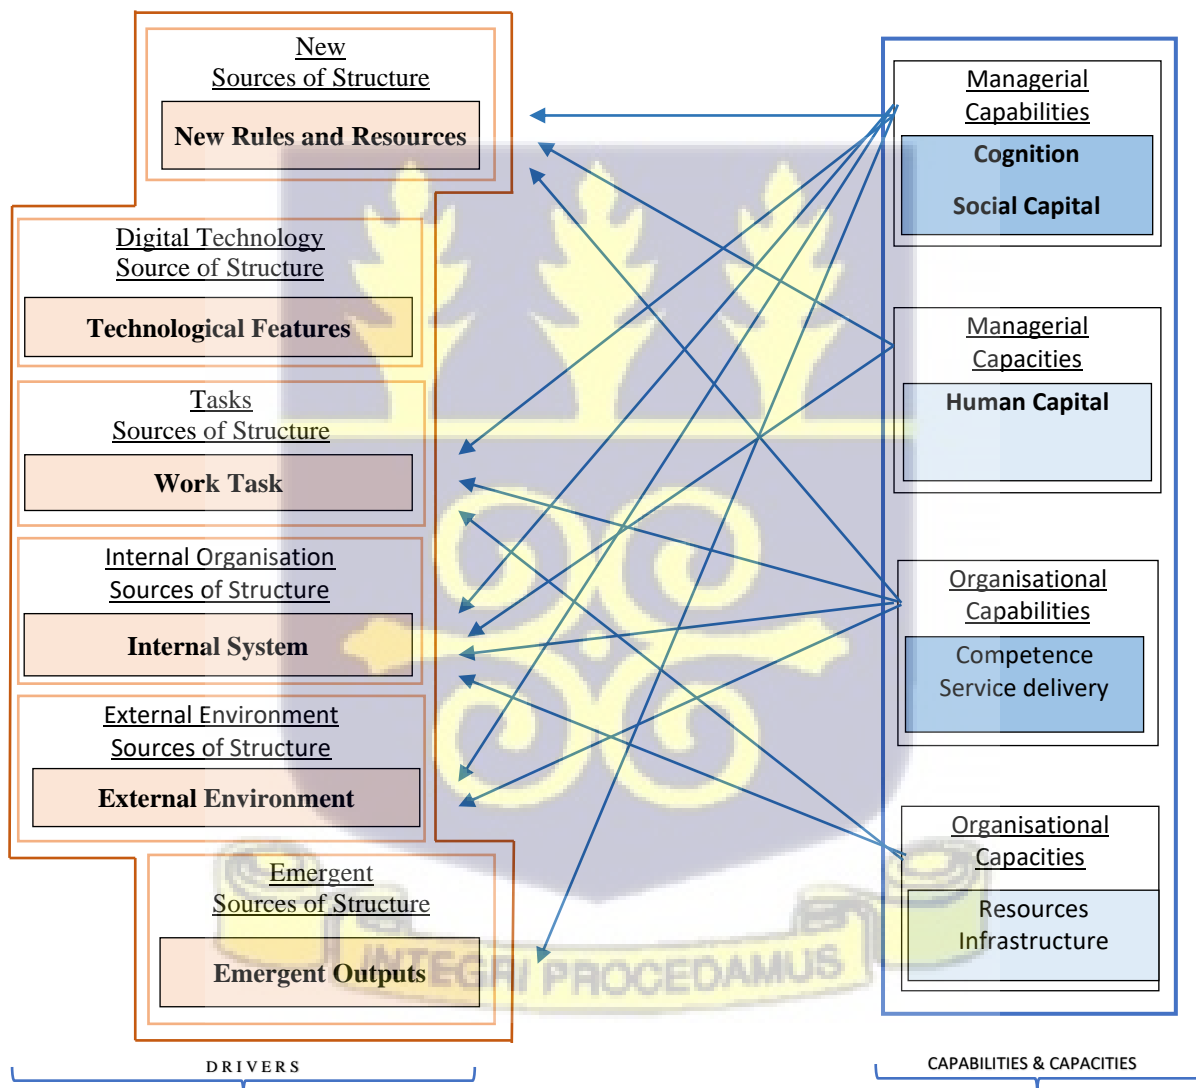 New
Sources of Structure
New Rules and Resources
Digital Technology
Source of Structure
Technological Features
Tasks
Sources of Structure
Work Task
Internal Organisation
Sources of Structure
Internal System
External Environment
Sources of Structure
External Environment
Emergent
Sources of Structure
Emergent Outputs
DRIVERS
Managerial
Capabilities
Cognition
Social Capital
Managerial
Capacities
Human Capital
Organisational
Capabilities
Competence
Service delivery
Organisational
Capacities
Resources
Infrastructure
CAPABILITIES & CAPACITIES
INTEGRI PROCEDAMUS